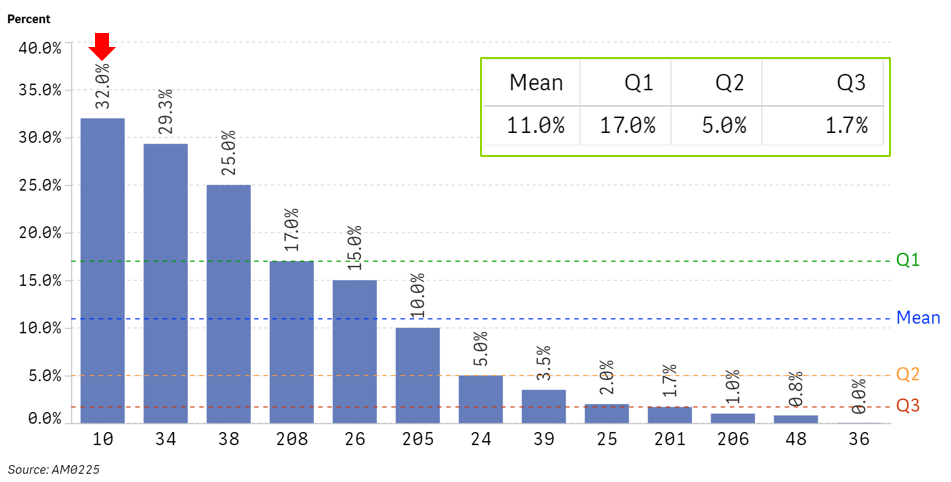 Percent
40.0%
35.0%
30.0%
25.0%
20.0%
15.0%
10.0%
5.0%
0.0%
32.0%
29.3%
25.0%
17.0%
15.0%
10.0%
5.0%
3.5%
2.0%
1.7%
1.0%
0.8%
0.0%
Mean Q1 Q2 Q3
11.0% 17.0% 5.0% 1.7%
Q1
Mean
Q2
Q3
10 34 38 208 26 205 24 39 25 201 206 48 36
Source: AM0225